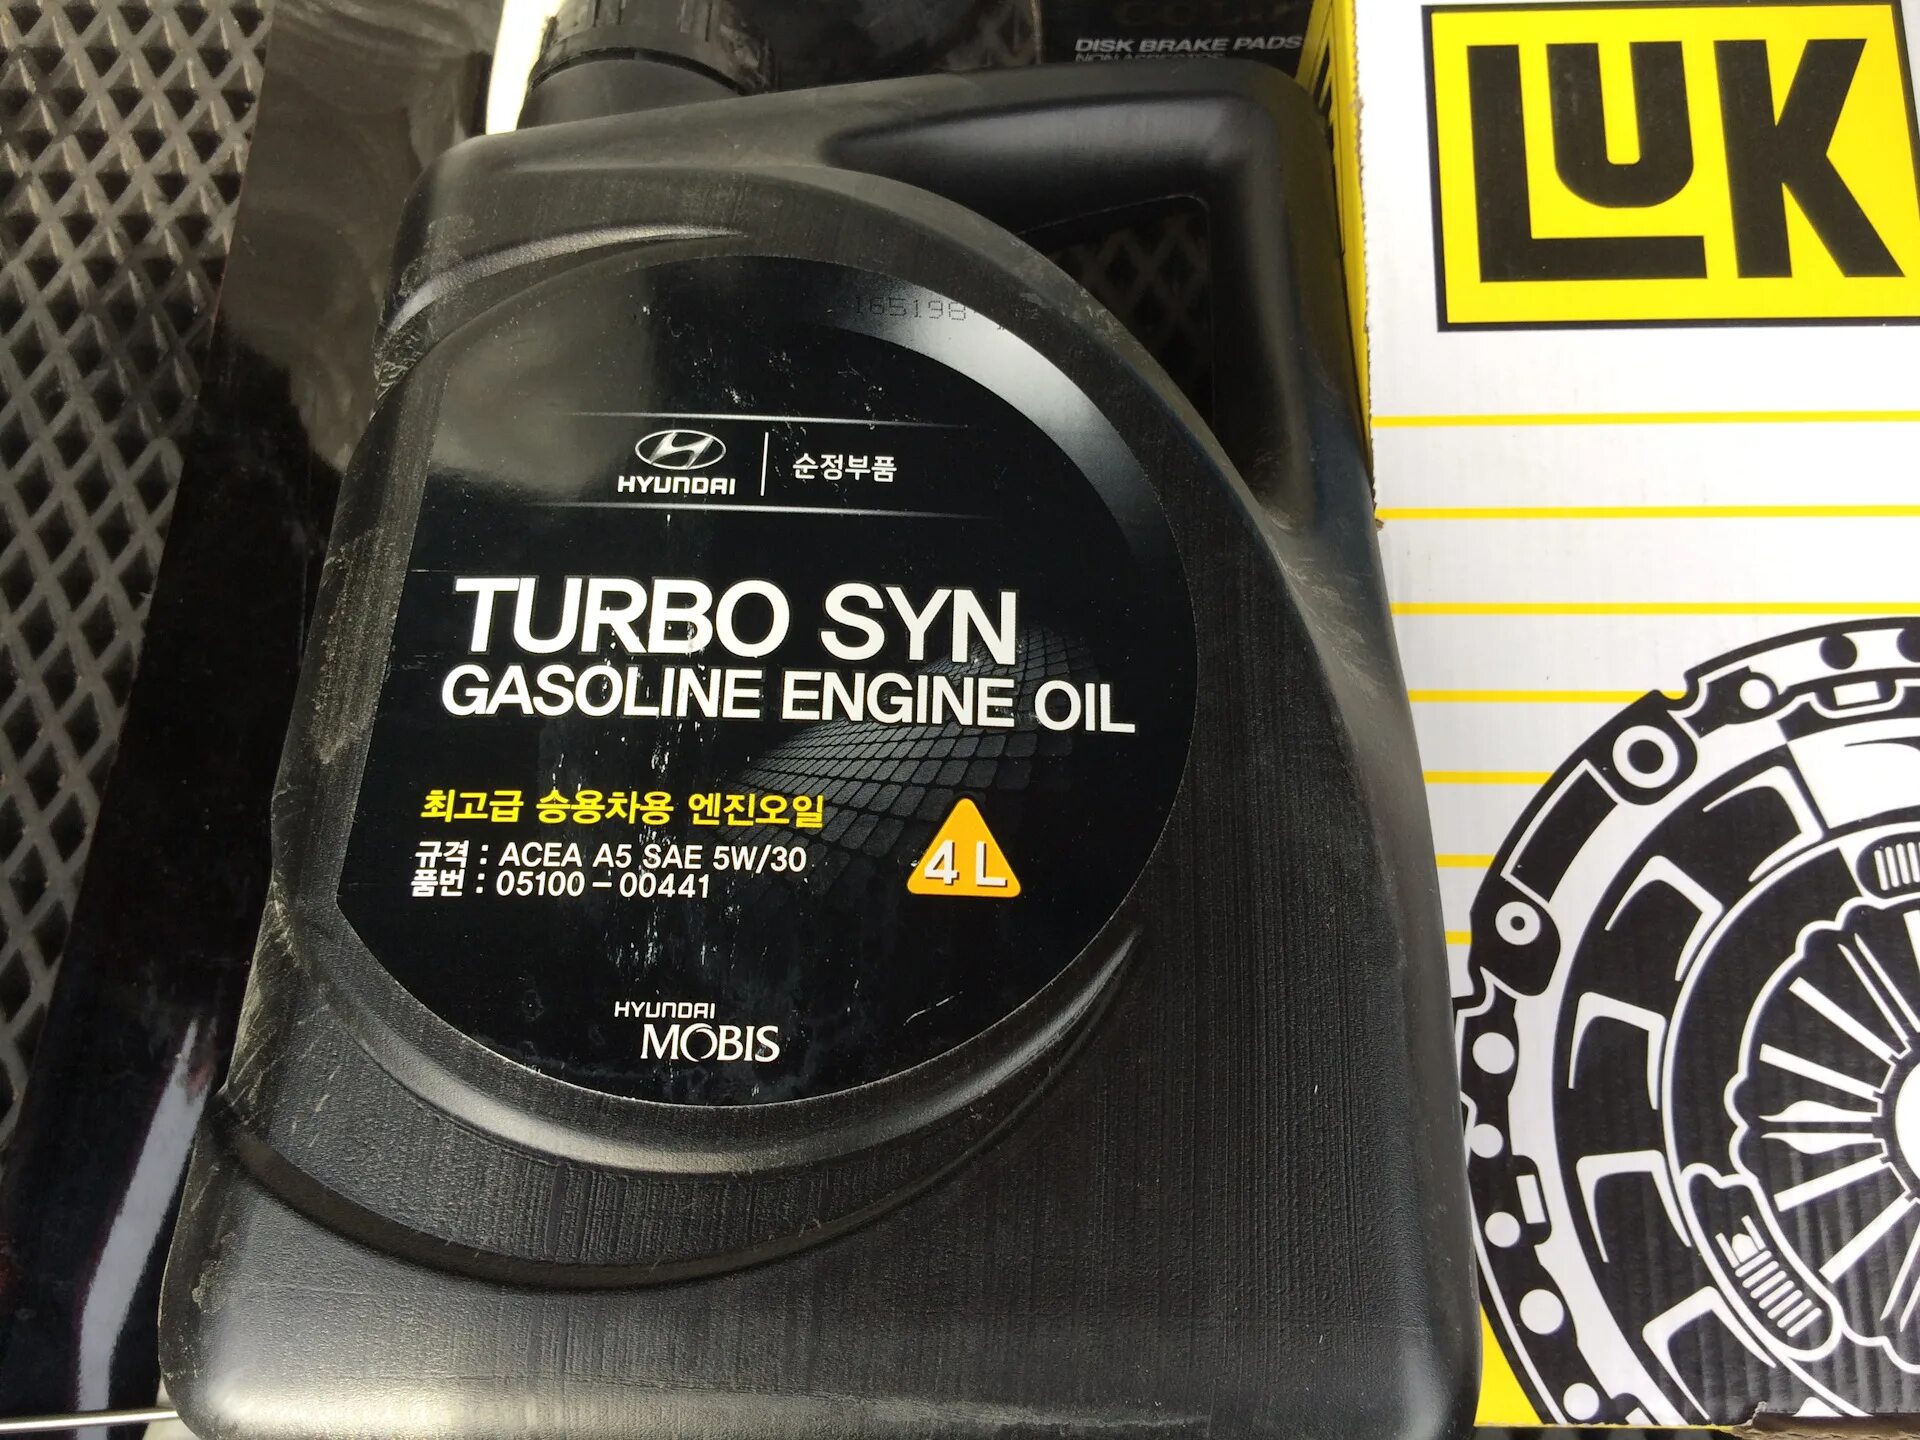 DISK BRAKE PADS
LUK
165198
HYUNDAI 순정부품
TURBO SYN
GASOLINE ENGINE OIL
최고급 승용차용 엔진오일
규격 : ACEA A5 SAE 5W/30
품번 : 05100-00441
4 L
HYUNDAI
MOBIS